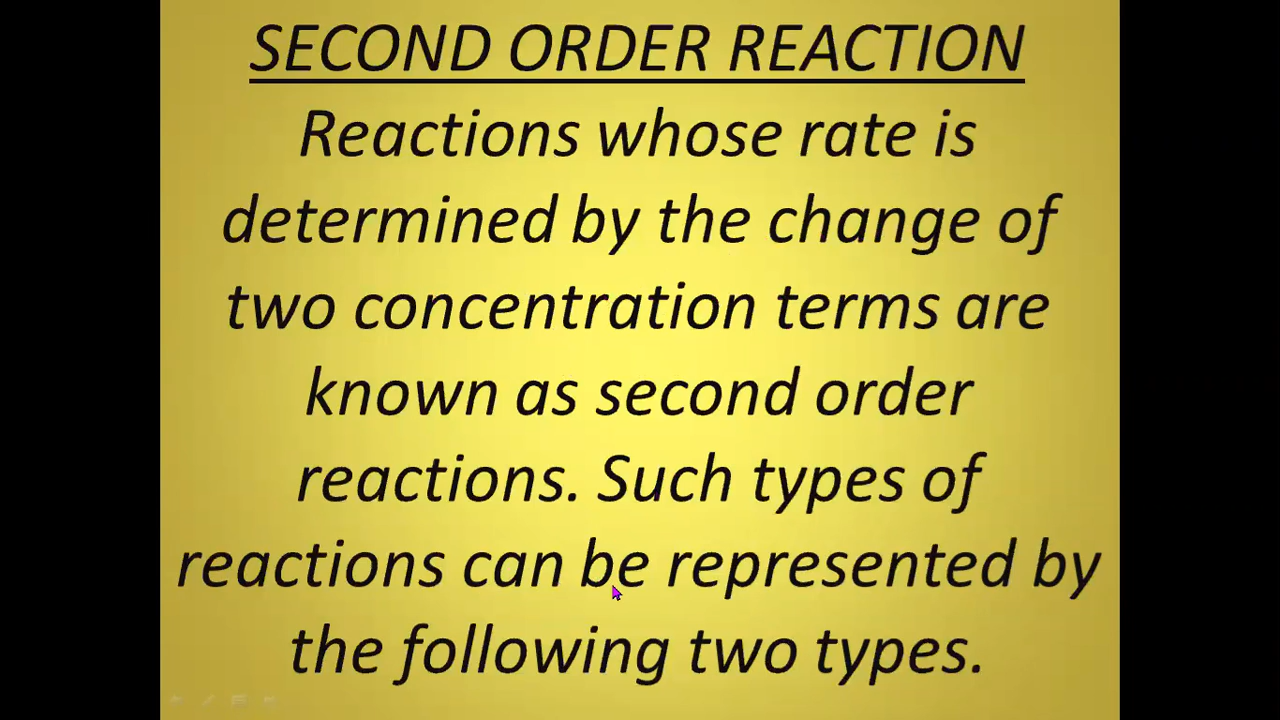 SECOND ORDER REACTION
Reactions whose rate is
determined by the change of
two concentration terms are
known as second order
reactions. Such types of
reactions can be represented by
the following two types.